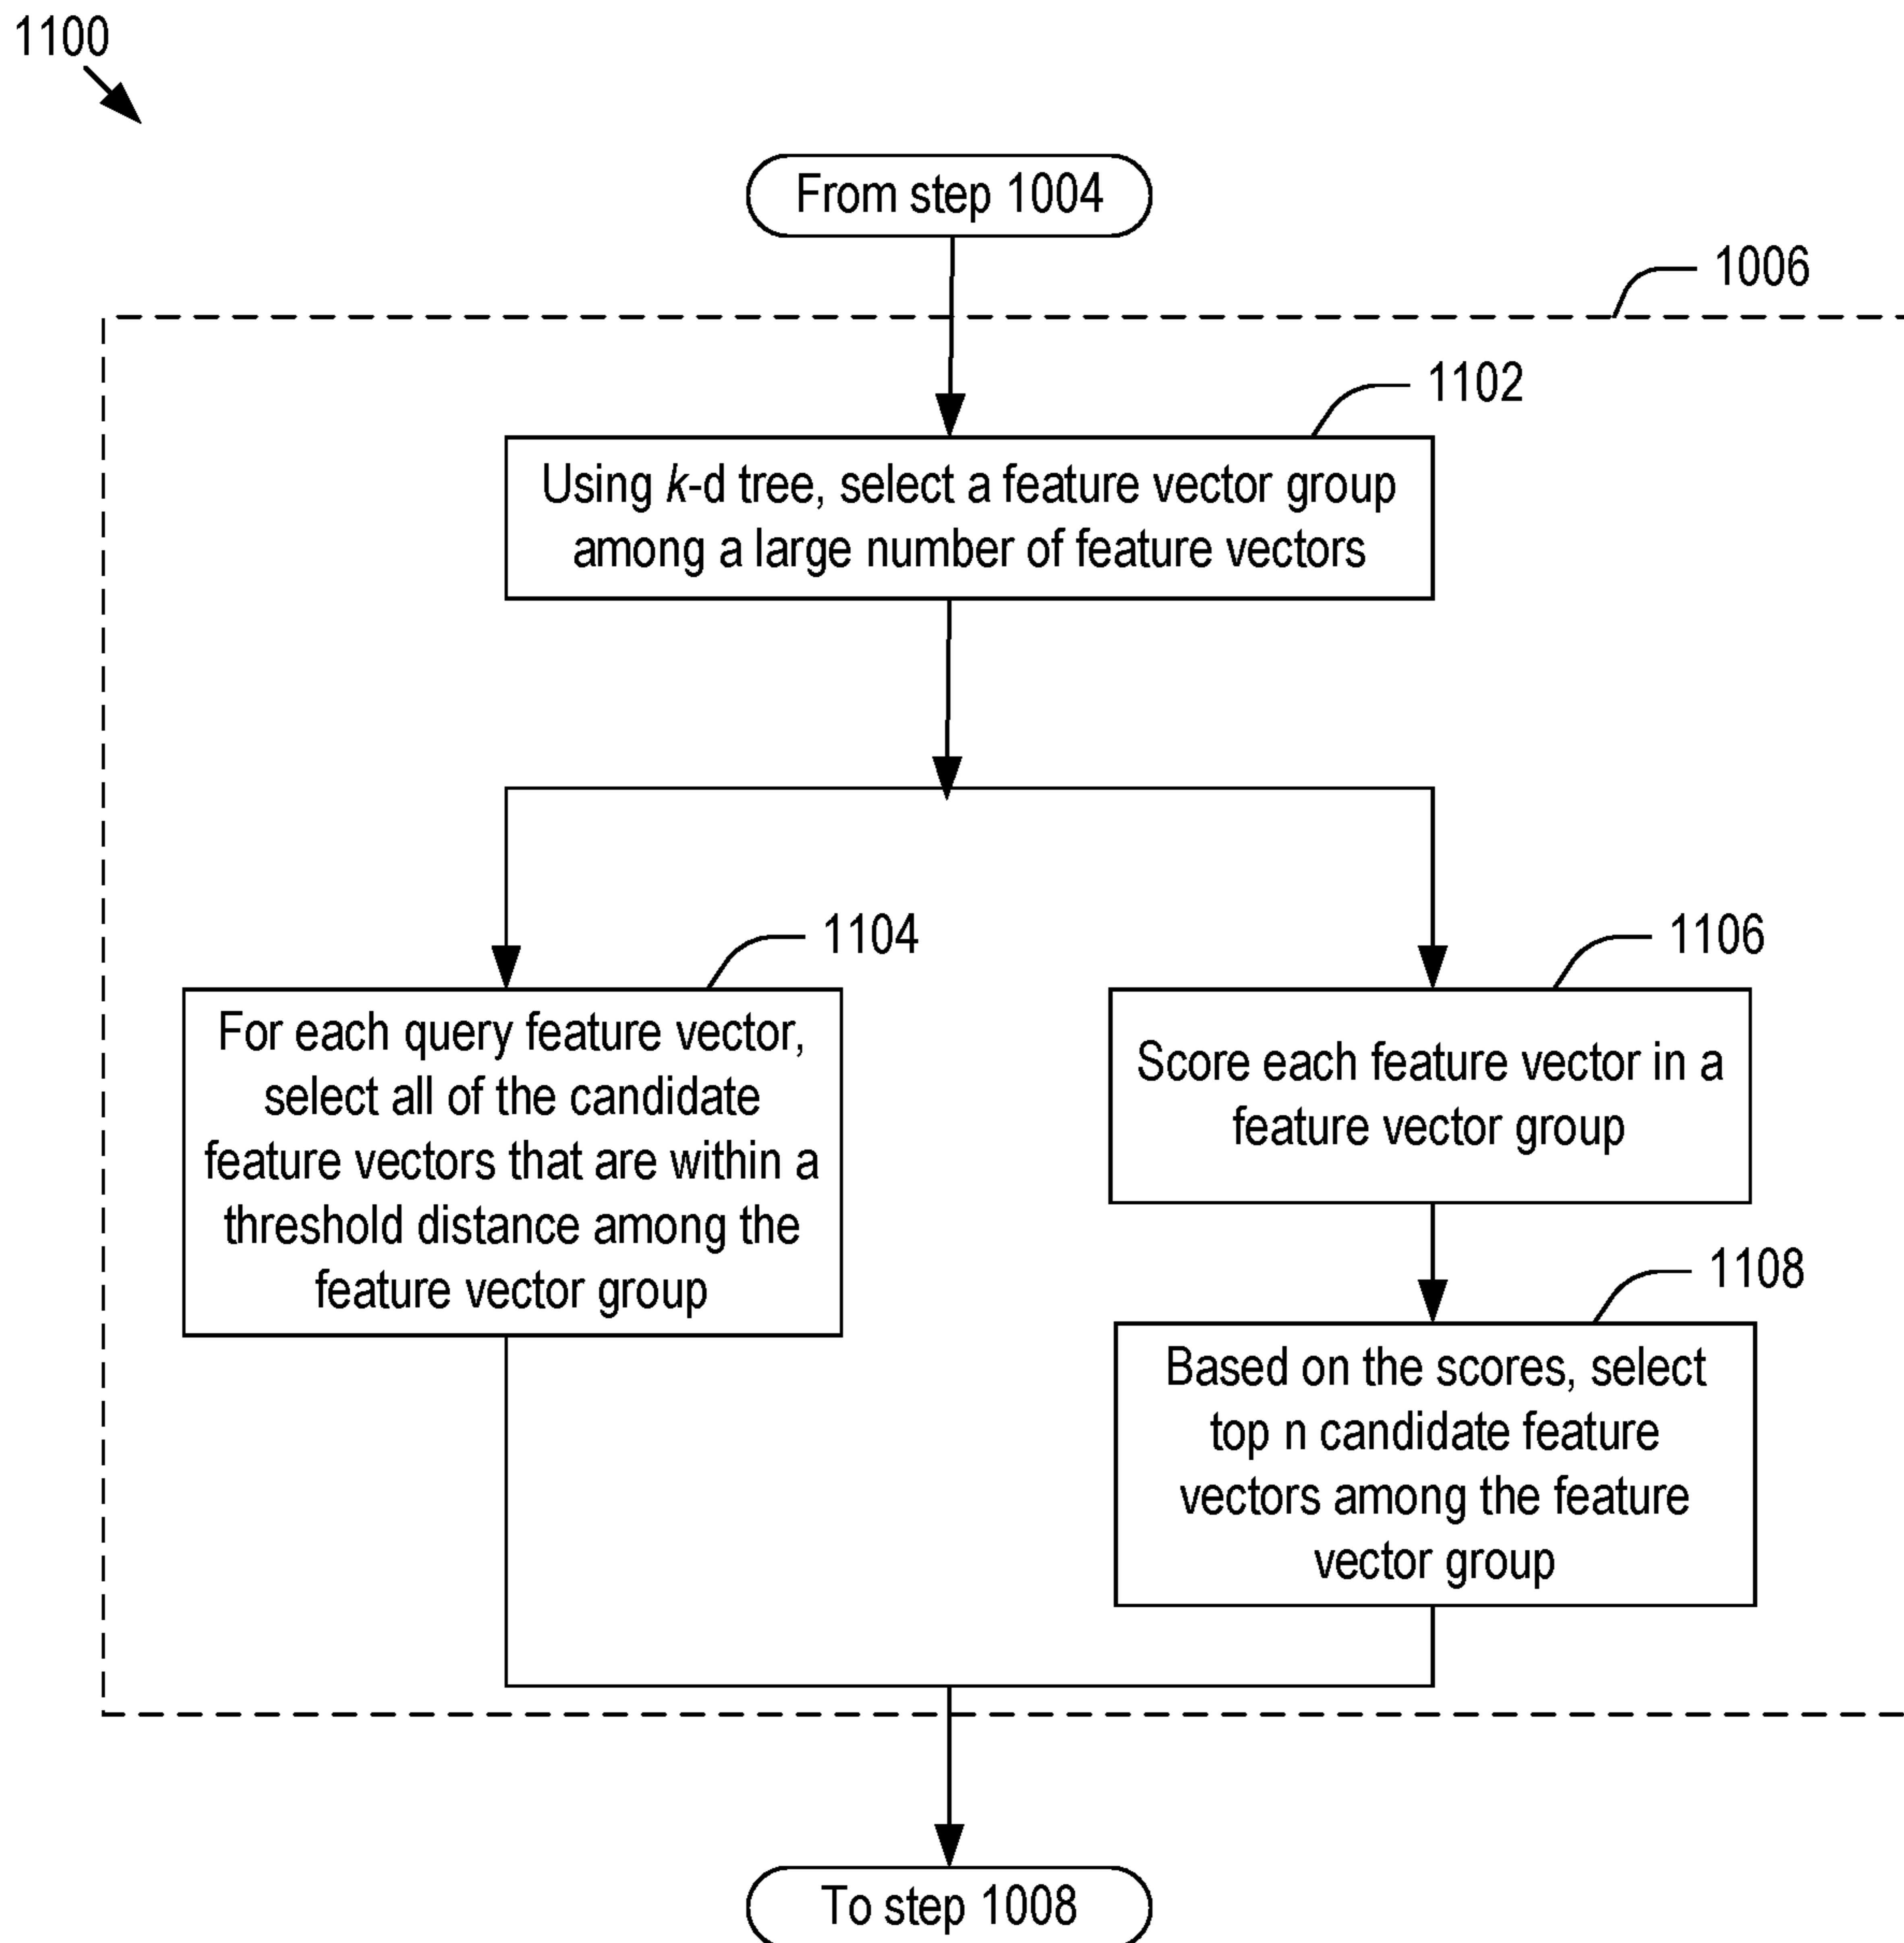 1100
From step 1004
1006
1102
Using k-d tree, select a feature vector group
among a large number of feature vectors
1104
For each query feature vector,
select all of the candidate
feature vectors that are within a
threshold distance among the
feature vector group
1106
Score each feature vector in a
feature vector group
1108
Based on the scores, select
top n candidate feature
vectors among the feature
vector group
To step 1008